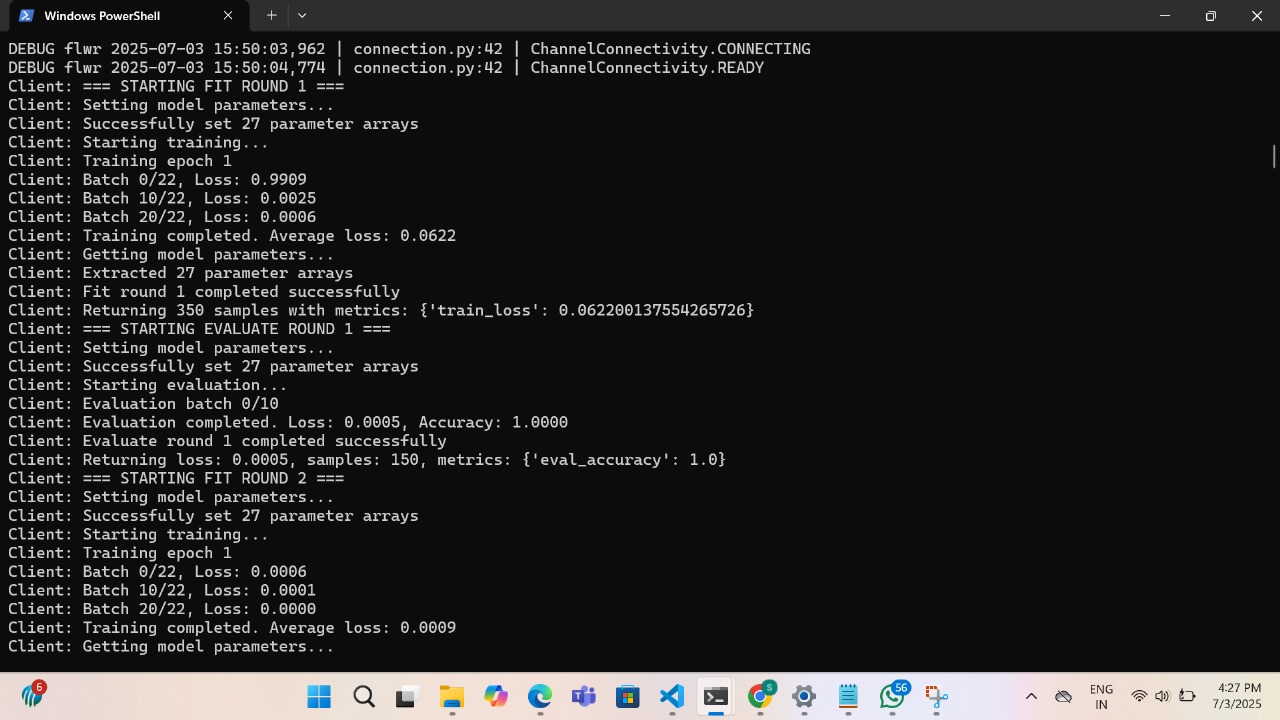 Windows PowerShell
DEBUG flwr 2025-07-03 15:50:03,962 | connection.py:42 | ChannelConnectivity.CONNECTING
DEBUG flwr 2025-07-03 15:50:04,774 | connection.py:42 | ChannelConnectivity.READY
Client: === STARTING FIT ROUND 1 ===
Client: Setting model parameters...
Client: Successfully set 27 parameter arrays
Client: Starting training...
Client: Training epoch 1
Client: Batch 0/22, Loss: 0.9909
Client: Batch 10/22, Loss: 0.0025
Client: Batch 20/22, Loss: 0.0006
Client: Training completed. Average loss: 0.0622
Client: Getting model parameters...
Client: Extracted 27 parameter arrays
Client: Fit round 1 completed successfully
Client: Returning 350 samples with metrics: {'train_loss': 0.062200137554265726}
Client: === STARTING EVALUATE ROUND 1 ===
Client: Setting model parameters...
Client: Successfully set 27 parameter arrays
Client: Starting evaluation...
Client: Evaluation batch 0/10
Client: Evaluation completed. Loss: 0.0005, Accuracy: 1.0000
Client: Evaluate round 1 completed successfully
Client: Returning loss: 0.0005, samples: 150, metrics: {'eval_accuracy': 1.0}
Client: === STARTING FIT ROUND 2 ===
Client: Setting model parameters...
Client: Successfully set 27 parameter arrays
Client: Starting training...
Client: Training epoch 1
Client: Batch 0/22, Loss: 0.0006
Client: Batch 10/22, Loss: 0.0001
Client: Batch 20/22, Loss: 0.0000
Client: Training completed. Average loss: 0.0009
Client: Getting model parameters...
6
S
56
ENG
IN
4:27 PM
7/3/2025